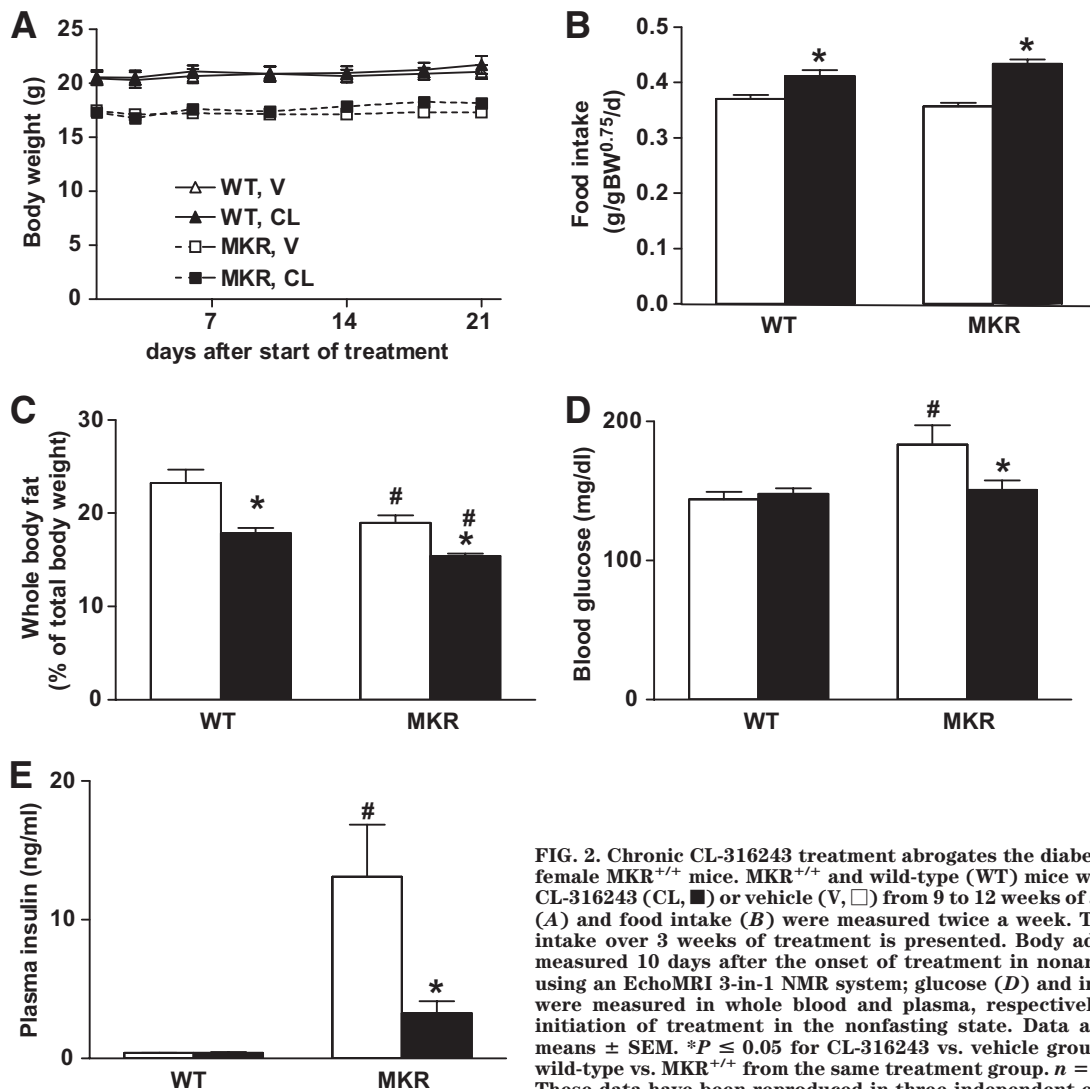 A
25
20
15
10
5
0
Body weight (g)
WT, V
WT, CL
MKR, V
MKR, CL
7 14 21
days after start of treatment
B
0.5
0.4
0.3
0.2
0.1
0.0
Food intake
(g/gBW^0.75/d)
* *
WT MKR
C
30
20
10
0
Whole body fat
(% of total body weight)
*
#
#
*
WT MKR
D
200
100
0
Blood glucose (mg/dl)
#
*
WT MKR
E
20
10
0
Plasma insulin (ng/ml)
#
*
WT MKR
FIG. 2. Chronic CL-316243 treatment abrogates the
female MKR+/+ mice. MKR+/+ and wild-type (WT) mice
CL-316243 (CL, ■) or vehicle (V, □) from 9 to 12 weeks of
(A) and food intake (B) were measured twice a week.
intake over 3 weeks of treatment is presented. Body
measured 10 days after the onset of treatment in
using an EchoMRI 3-in-1 NMR system; glucose (D) and
were measured in whole blood and plasma,
initiation of treatment in the nonfasting state. Data
means ± SEM. *P ≤ 0.05 for CL-316243 vs. vehicle
wild-type vs. MKR+/+ from the same treatment group. n =
These data have been reproduced in three independent